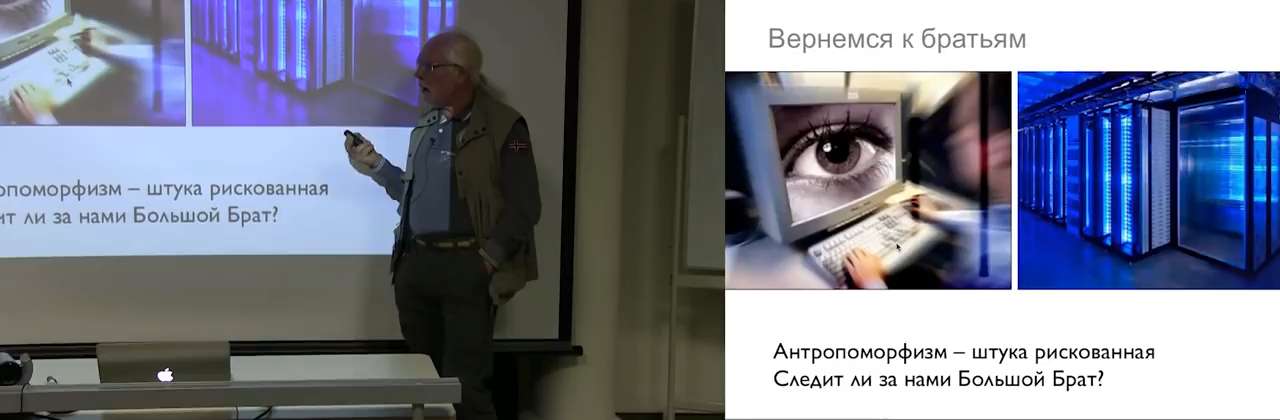 опоморфизм – штука рискованная
ит ли за нами Большой Брат?
Вернемся к братьям
Антропоморфизм – штука рискованная
Следит ли за нами Большой Брат?